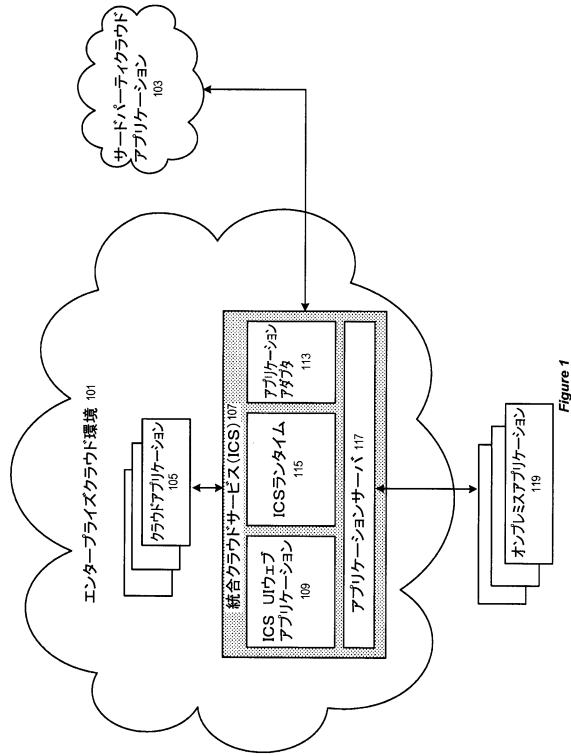 サードパーティクラウド
アプリケーション
103
エンタープライズクラウド環境 101
クラウドアプリケーション
105
統合クラウドサービス(ICS) 107
ICS UIウェブ
アプリケーション
109
ICSランタイム
115
アプリケーション
アダプタ
113
アプリケーションサーバ 117
オンプレミスアプリケーション
119
Figure 1